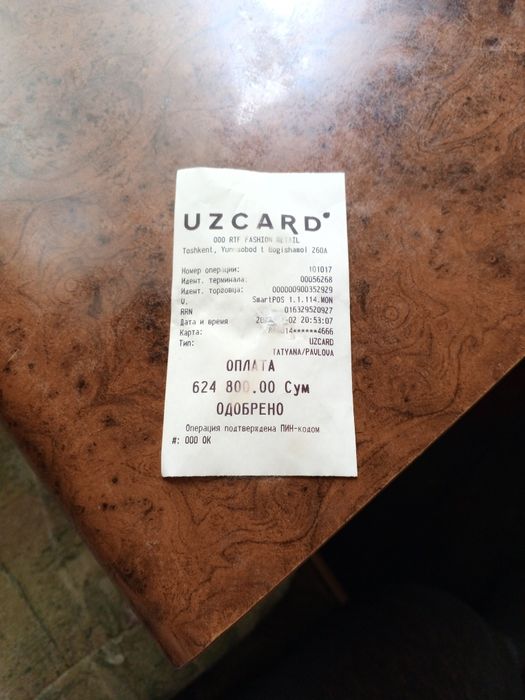 UZCARD
ООО RTF FASHION RETAIL
Toshkent, Yunusobod t Bogishamol 260A
Номер операции: 101017
Идент. терминала: 00056268
Идент. торговца: 000000900352929
V. SmartPOS 1.1.114.MON
RRN 016329520927
Дата и время 20:53:07
Карта: ******4666
Тип: UZCARD
TATYANA/PAVLOVA
ОПЛАТА
624 800.00 Сум
ОДОБРЕНО
Операция подтверждена ПИН-кодом
#: 000 OK